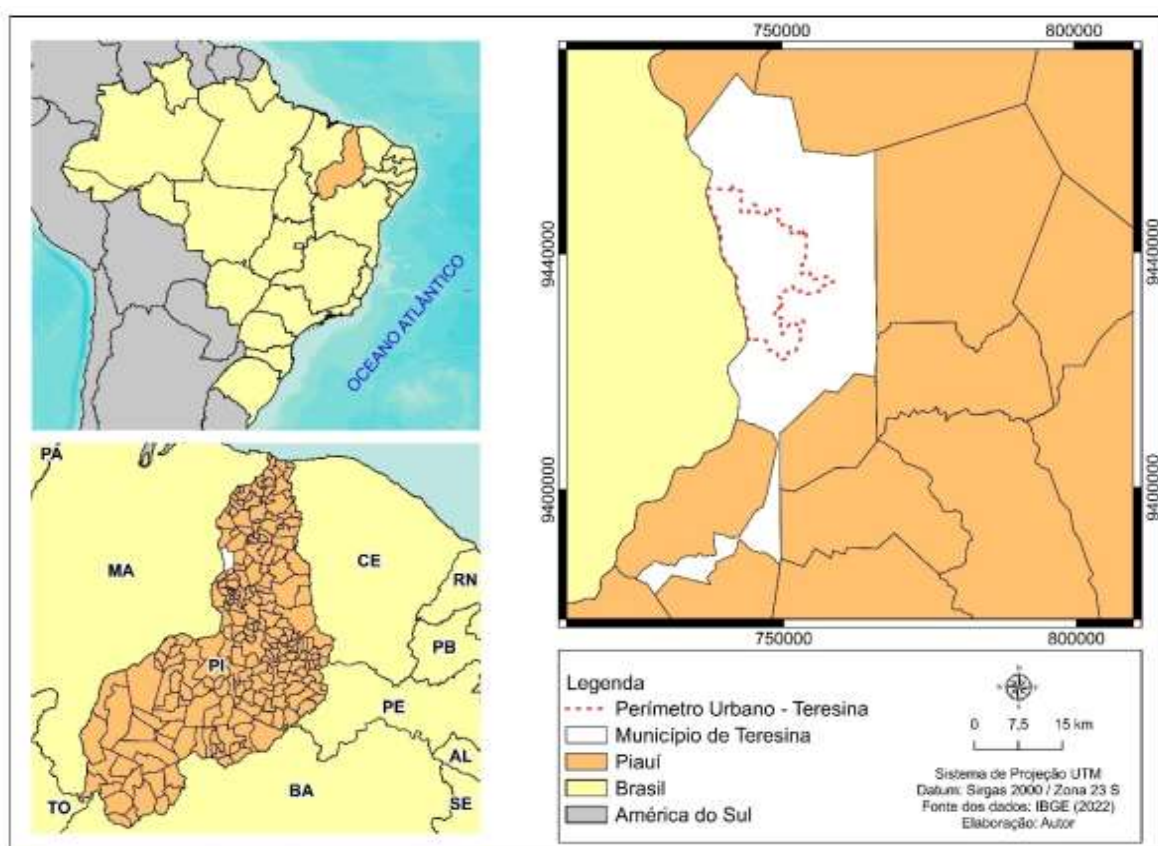 OCEANO ATLÂNTICO
PÁ
MA
CE
RN
PB
PI
PE
AL
TO
BA
SE
750000
800000
9440000
9440000
9400000
9400000
750000
800000
Legenda
Perímetro Urbano - Teresina
Município de Teresina
Piauí
Brasil
América do Sul
0 7,5 15 km
Sistema de Projeção UTM
Datum: Sirgas 2000 / Zona 23 S
Fonte dos dados: IBGE (2022)
Elaboração: Autor